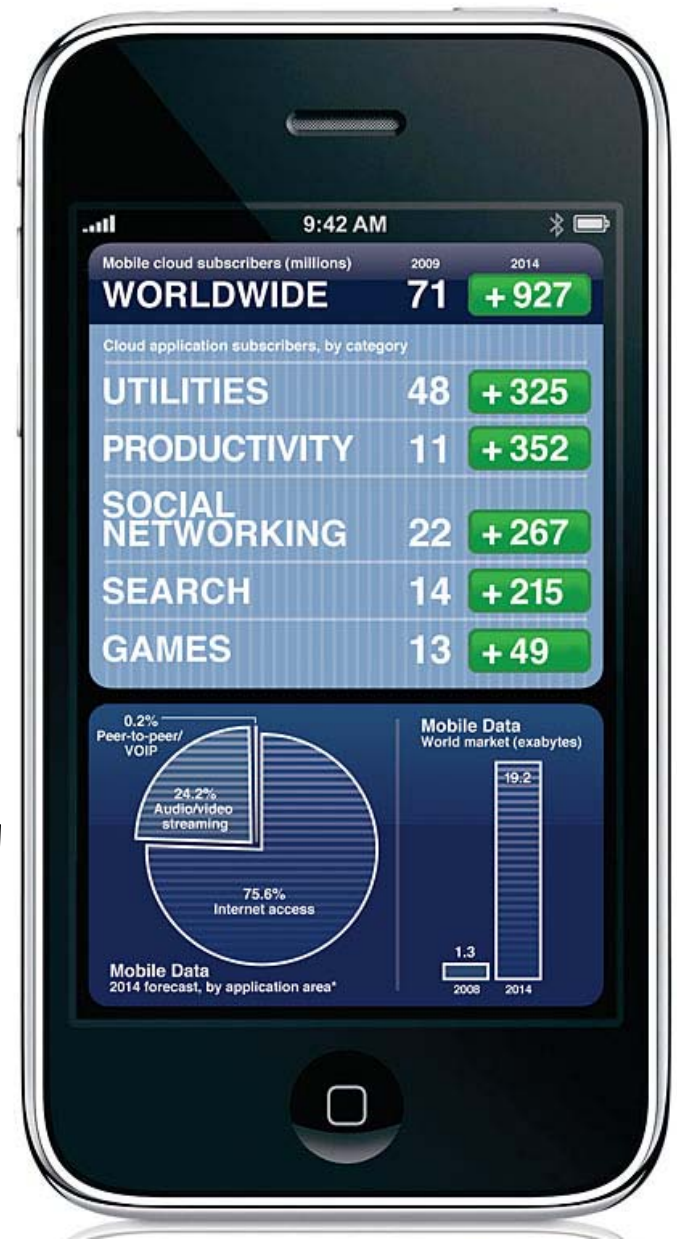 9:42 AM
Mobile cloud subscribers (millions) 2009 2014
WORLDWIDE 71 +927
Cloud application subscribers, by category
UTILITIES 48 +325
PRODUCTIVITY 11 +352
SOCIAL
NETWORKING 22 +267
SEARCH 14 +215
GAMES 13 +49
0.2%
Peer-to-peer/
VOIP
24.2%
Audio/video
streaming
75.6%
Internet access
Mobile Data
2014 forecast, by application area*
Mobile Data
World market (exabytes)
19.2
1.3
2008 2014